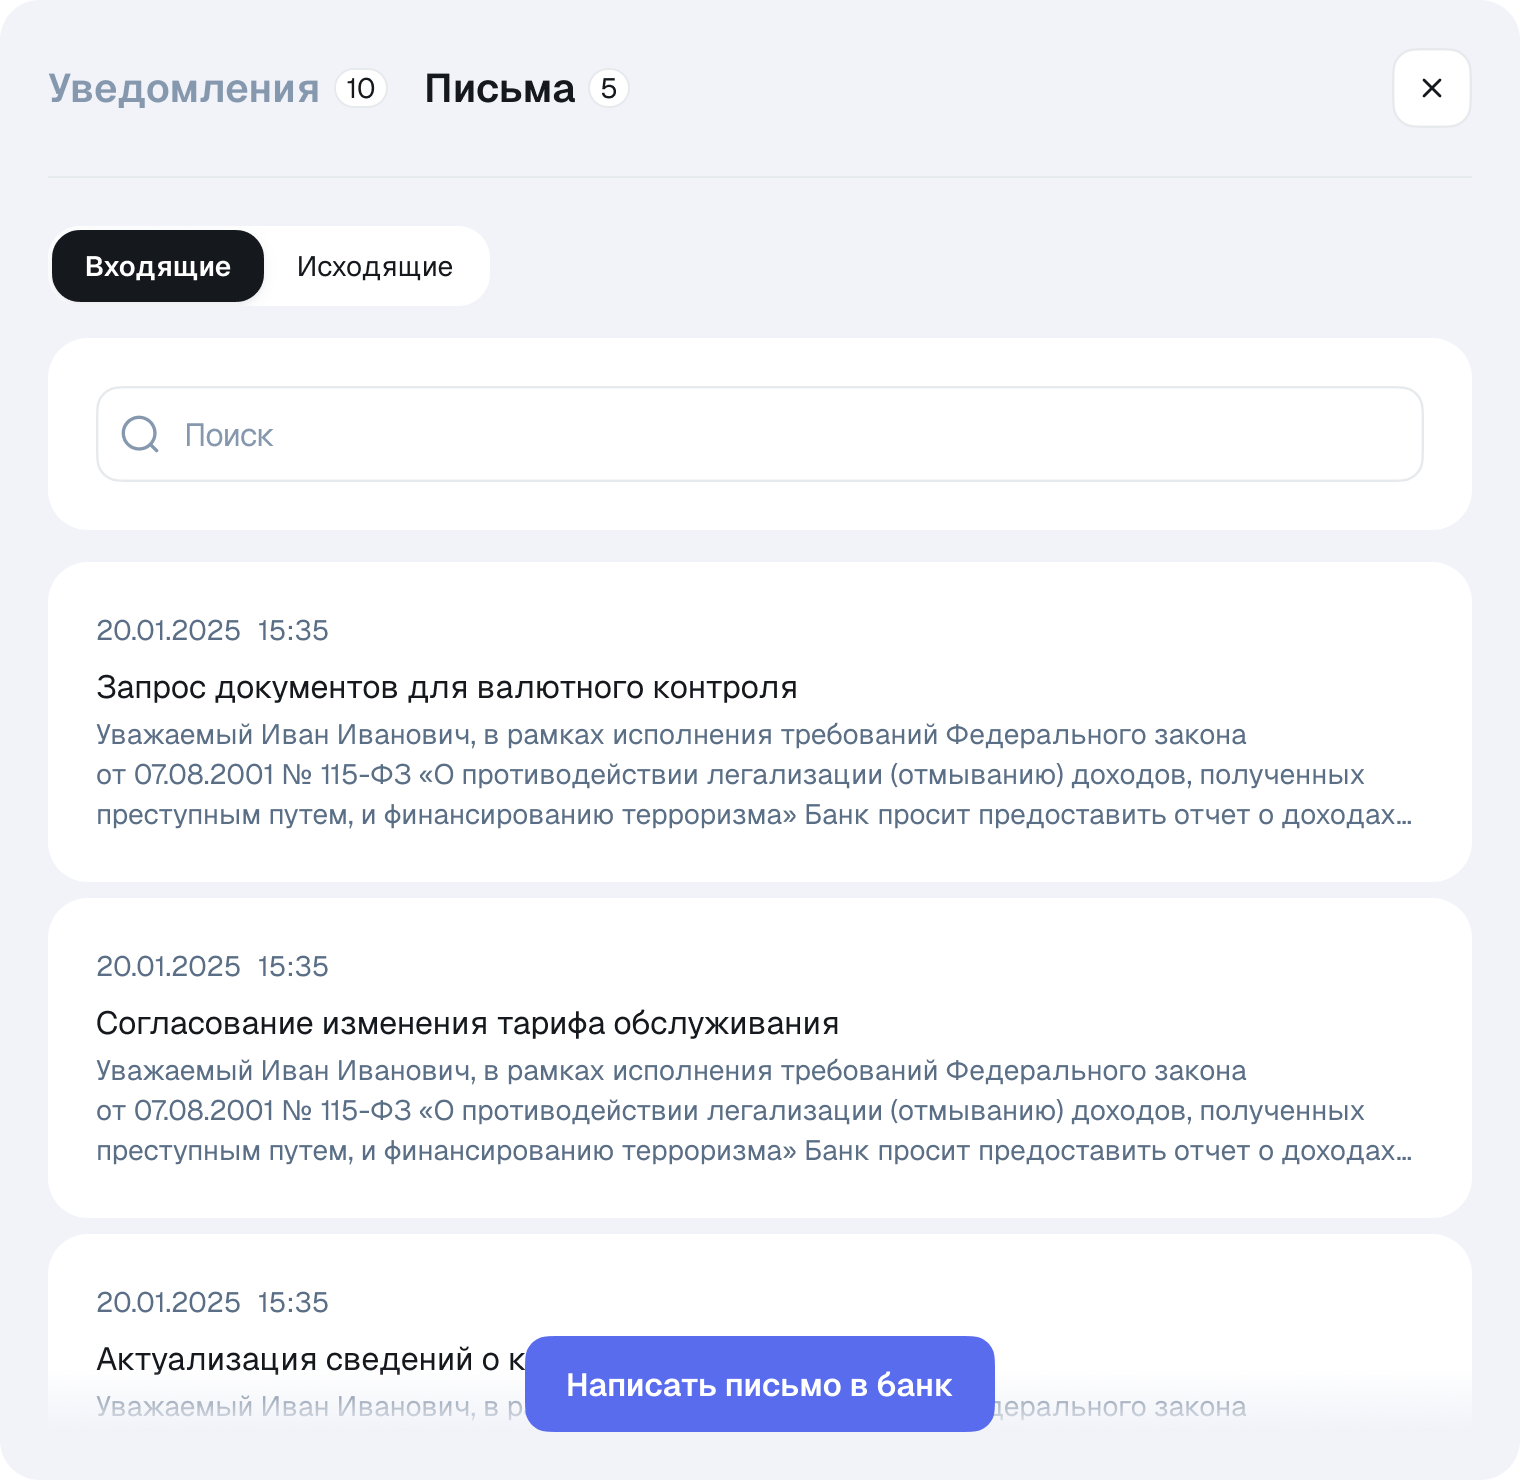 Уведомления 10 Письма 5
Входящие Исходящие
Поиск
20.01.2025 15:35
Запрос документов для валютного контроля
Уважаемый Иван Иванович, в рамках исполнения требований Федерального закона
от 07.08.2001 № 115-ФЗ «О противодействии легализации (отмыванию) доходов, полученных
преступным путем, и финансированию терроризма» Банк просит предоставить отчет о доходах...
20.01.2025 15:35
Согласование изменения тарифа обслуживания
Уважаемый Иван Иванович, в рамках исполнения требований Федерального закона
от 07.08.2001 № 115-ФЗ «О противодействии легализации (отмыванию) доходов, полученных
преступным путем, и финансированию терроризма» Банк просит предоставить отчет о доходах...
20.01.2025 15:35
Актуализация сведений о
Написать письмо в банк
Уважаемый Иван Иванович, в закона